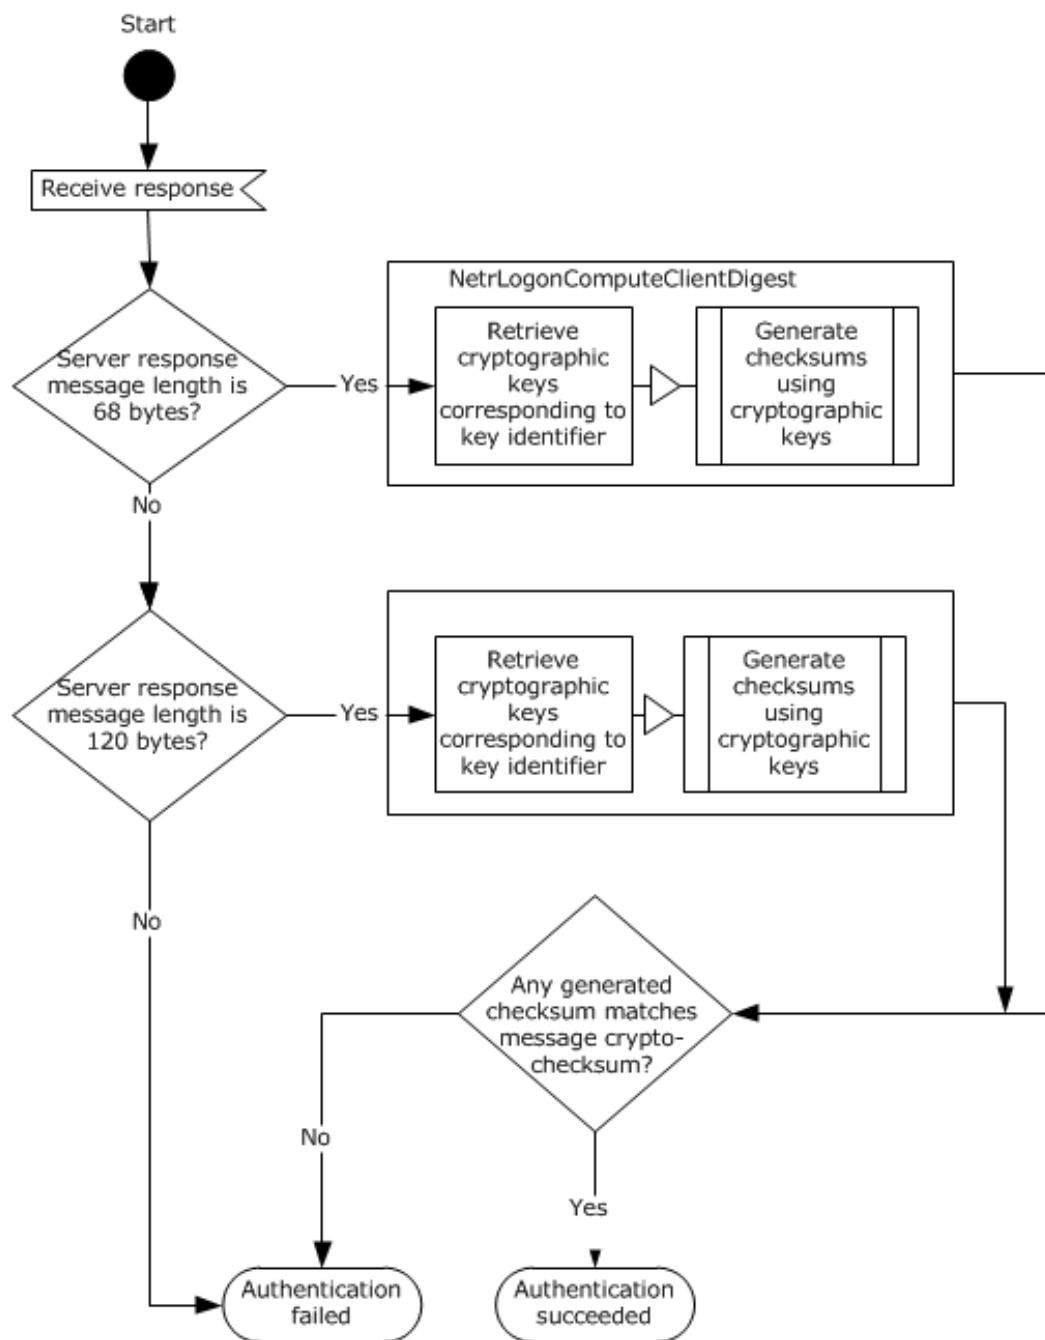 Start
Receive response
NetrLogonComputeClientDigest
Server response
message length is
68 bytes?
Yes
Retrieve
cryptographic
keys
corresponding to
key identifier
Generate
checksums
using
cryptographic
keys
No
Server response
message length is
120 bytes?
Yes
Retrieve
cryptographic
keys
corresponding to
key identifier
Generate
checksums
using
cryptographic
keys
No
Any generated
checksum matches
message crypto-
checksum?
No
Yes
Authentication
failed
Authentication
succeeded